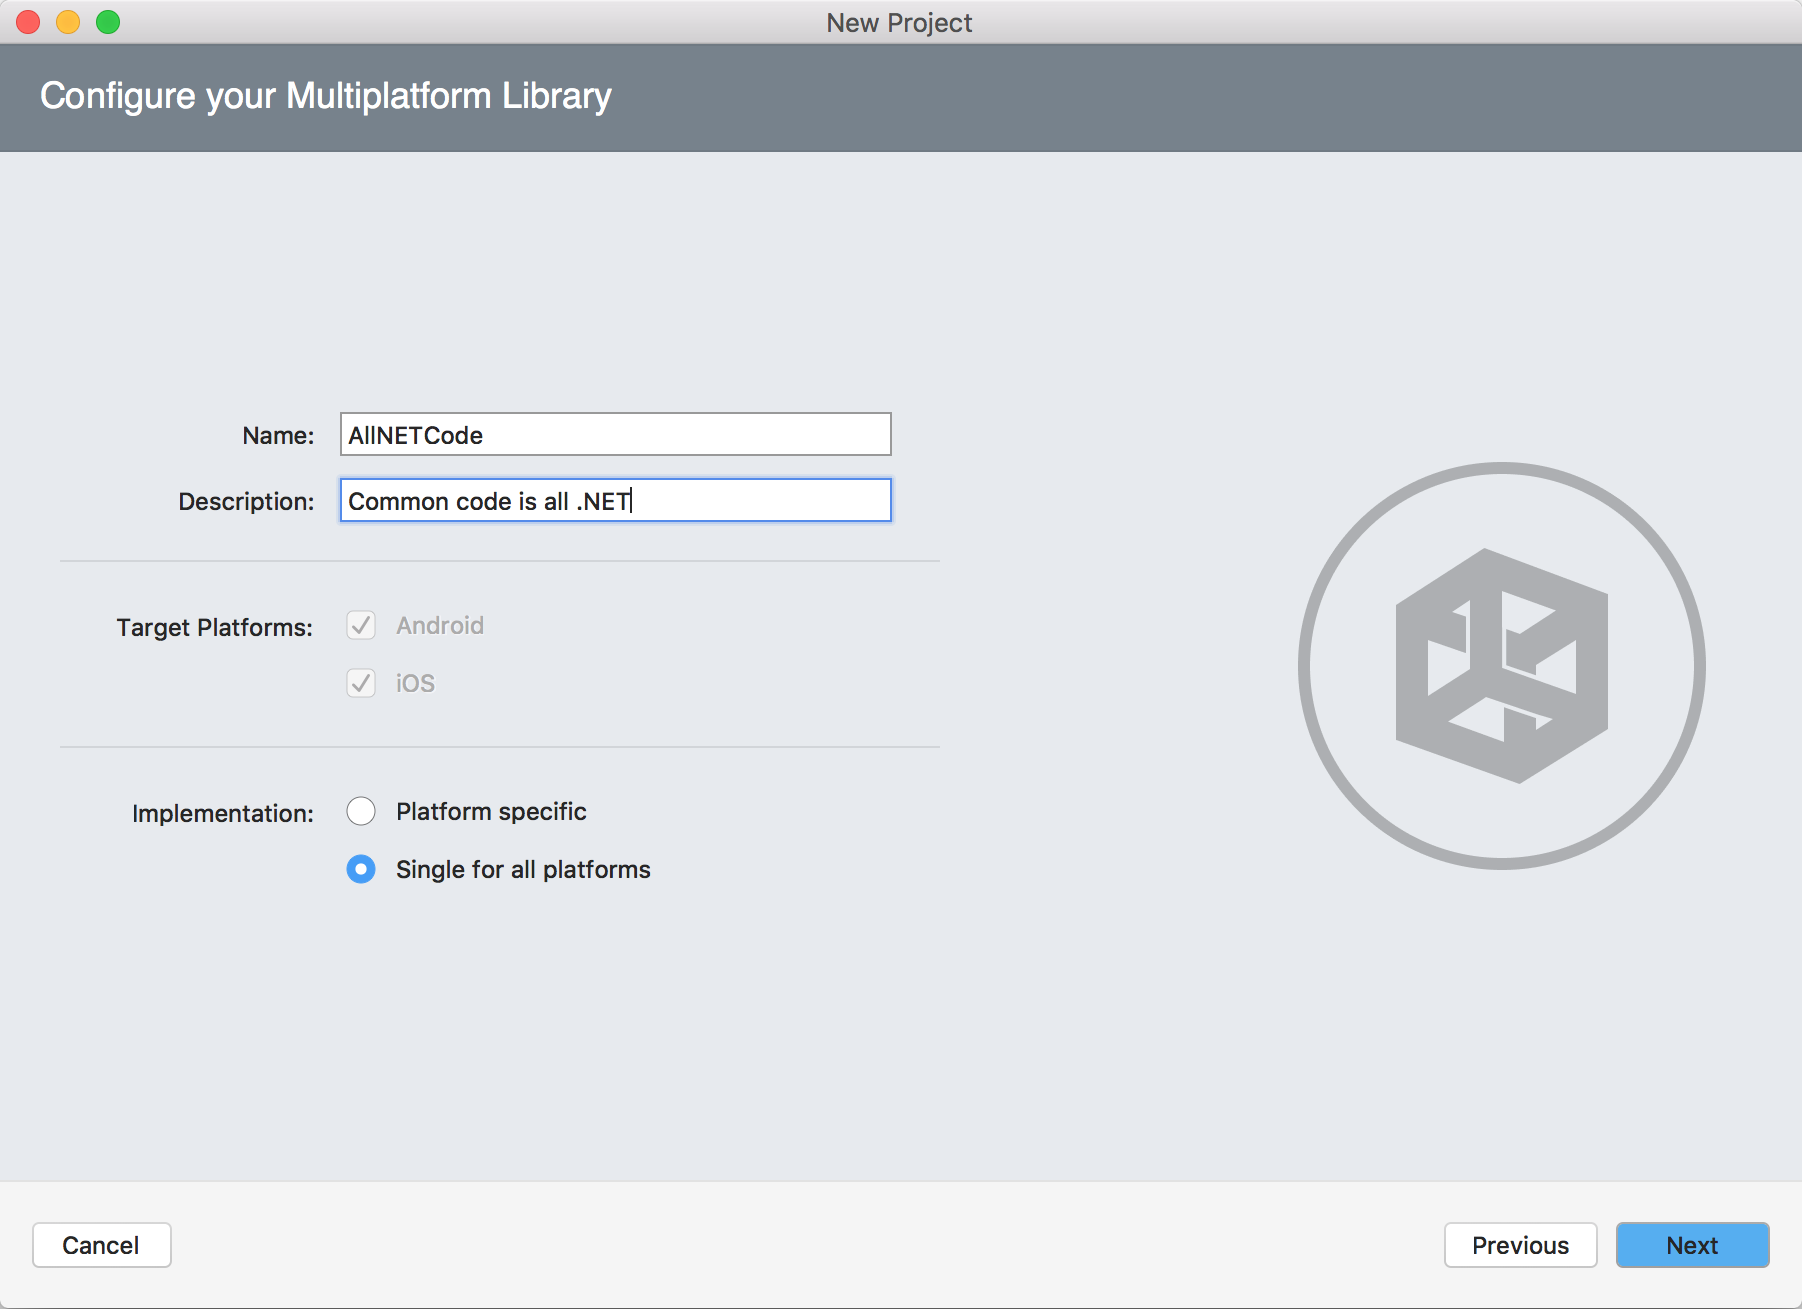 New Project
Configure your Multiplatform Library
Name: AllNETCode
Description: Common code is all .NET
Target Platforms: Android
iOS
Implementation: Platform specific
Single for all platforms
Cancel Previous Next